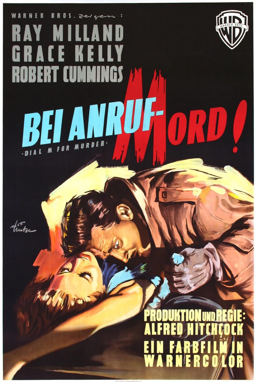 WARNER BROS. zeigen:
RAY MILLAND
GRACE KELLY
ROBERT CUMMINGS
WB
BEI ANRUF-MORD!
·DIAL M FOR MURDER·
PRODUKTION UND REGIE:
ALFRED HITCHCOCK
EIN FARBFILM IN
WARNERCOLOR